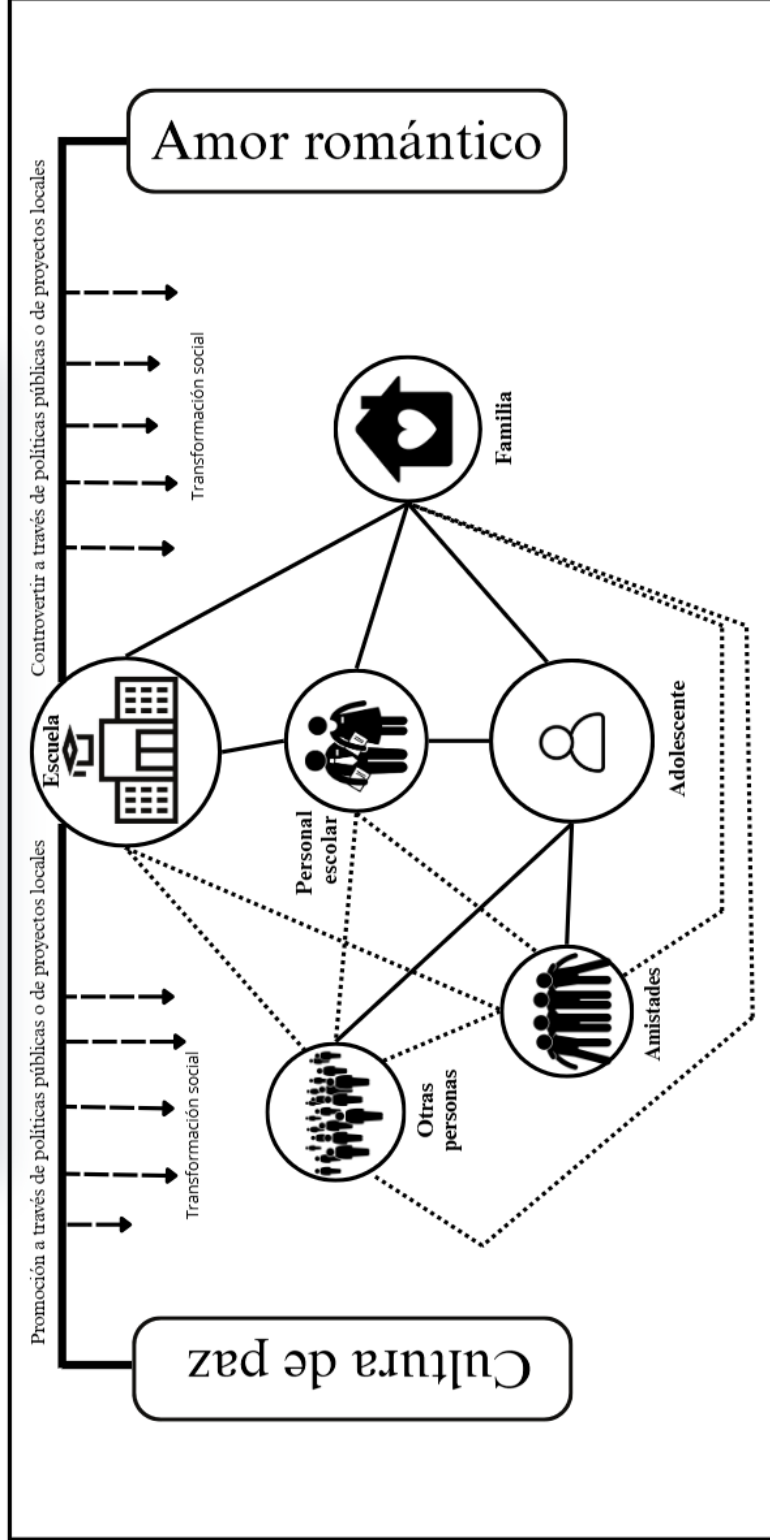 Promoción a través de políticas públicas o de proyectos locales
Controvertir a través de políticas públicas o de proyectos locales
Escuela
Transformación social
Transformación social
Cultura de paz
Amor romántico
Personal
escolar
Otras
personas
Familia
Amistades
Adolescente